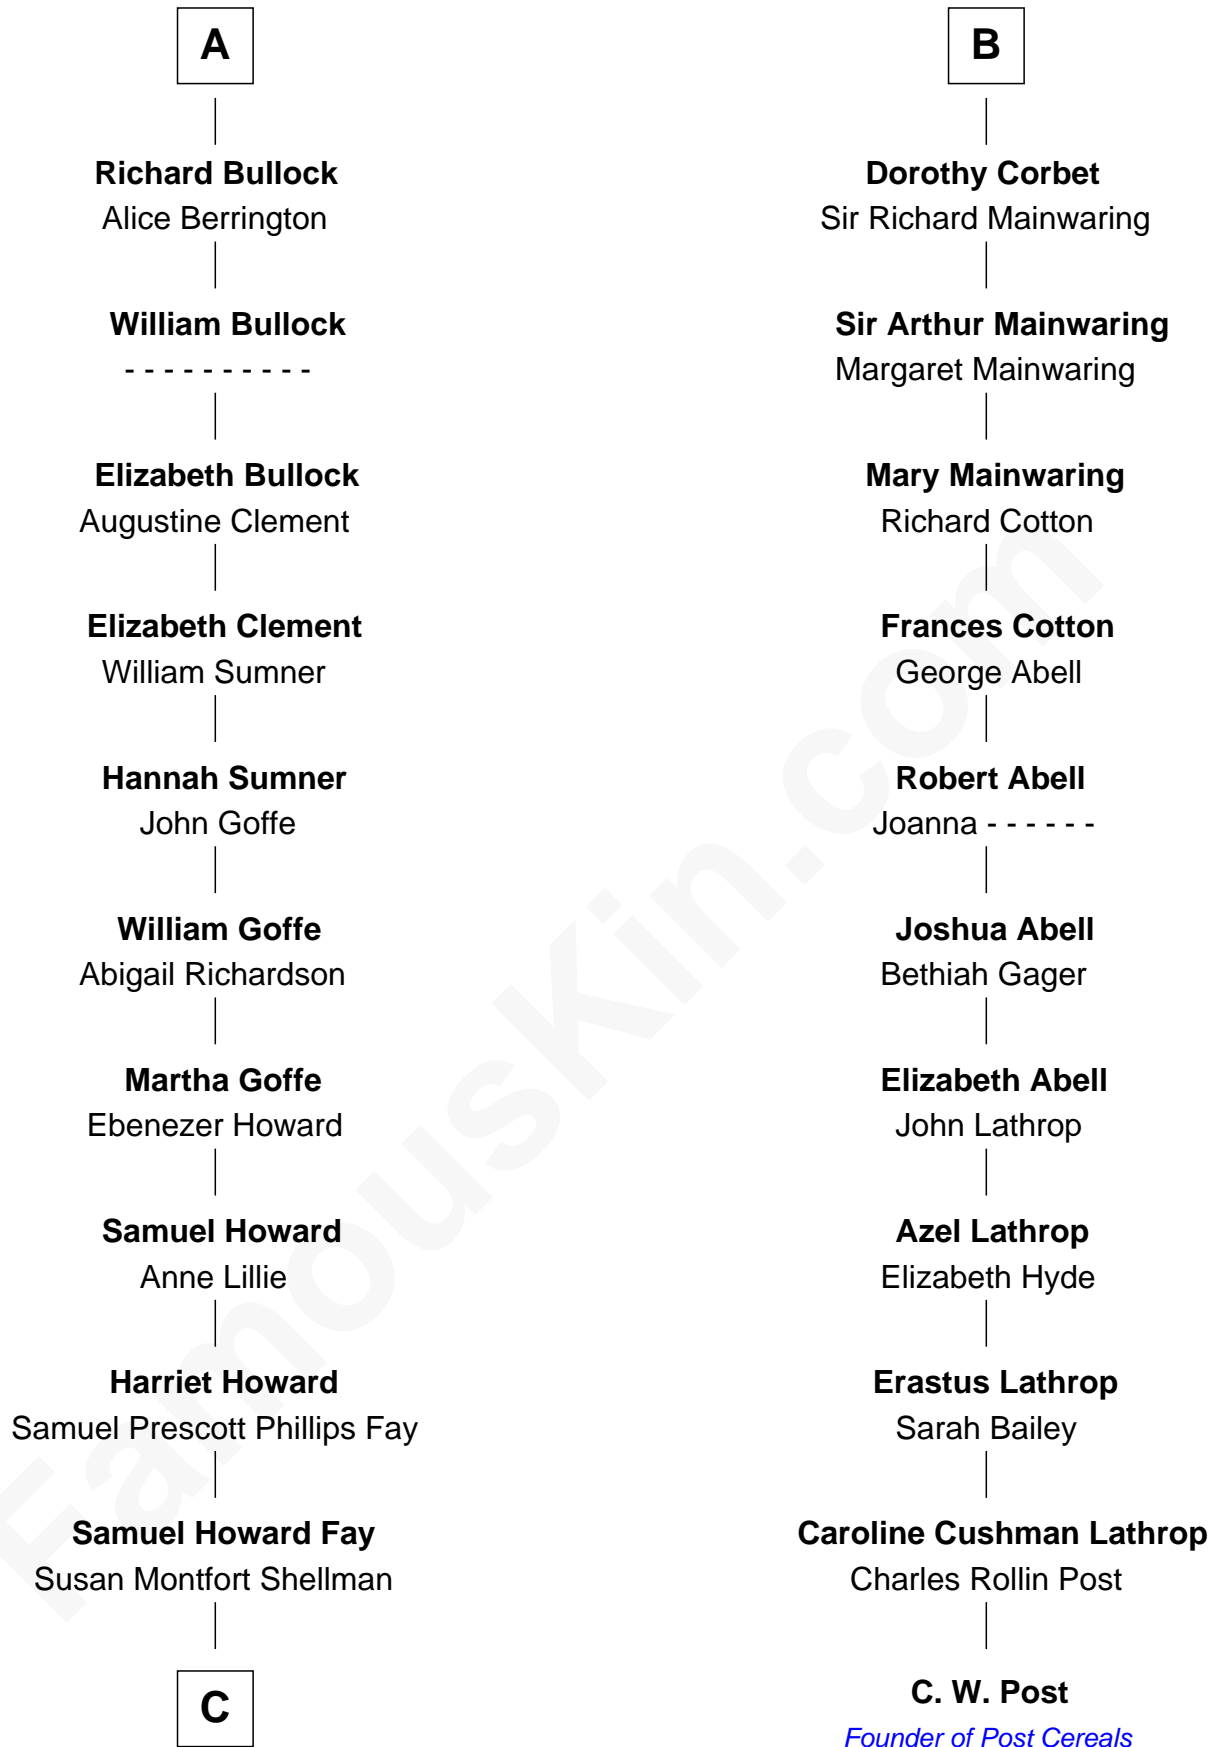 A
Richard Bullock
Alice Berrington
William Bullock
- - - - - - - - - -
Elizabeth Bullock
Augustine Clement
Elizabeth Clement
William Sumner
Hannah Sumner
John Goffe
William Goffe
Abigail Richardson
Martha Goffe
Ebenezer Howard
Samuel Howard
Anne Lillie
Harriet Howard
Samuel Prescott Phillips Fay
Samuel Howard Fay
Susan Montfort Shellman
C
B
Dorothy Corbet
Sir Richard Mainwaring
Sir Arthur Mainwaring
Margaret Mainwaring
Mary Mainwaring
Richard Cotton
Frances Cotton
George Abell
Robert Abell
Joanna - - - - - -
Joshua Abell
Bethiah Gager
Elizabeth Abell
John Lathrop
Azel Lathrop
Elizabeth Hyde
Erastus Lathrop
Sarah Bailey
Caroline Cushman Lathrop
Charles Rollin Post
C. W. Post
Founder of Post Cereals
FamousKin.com